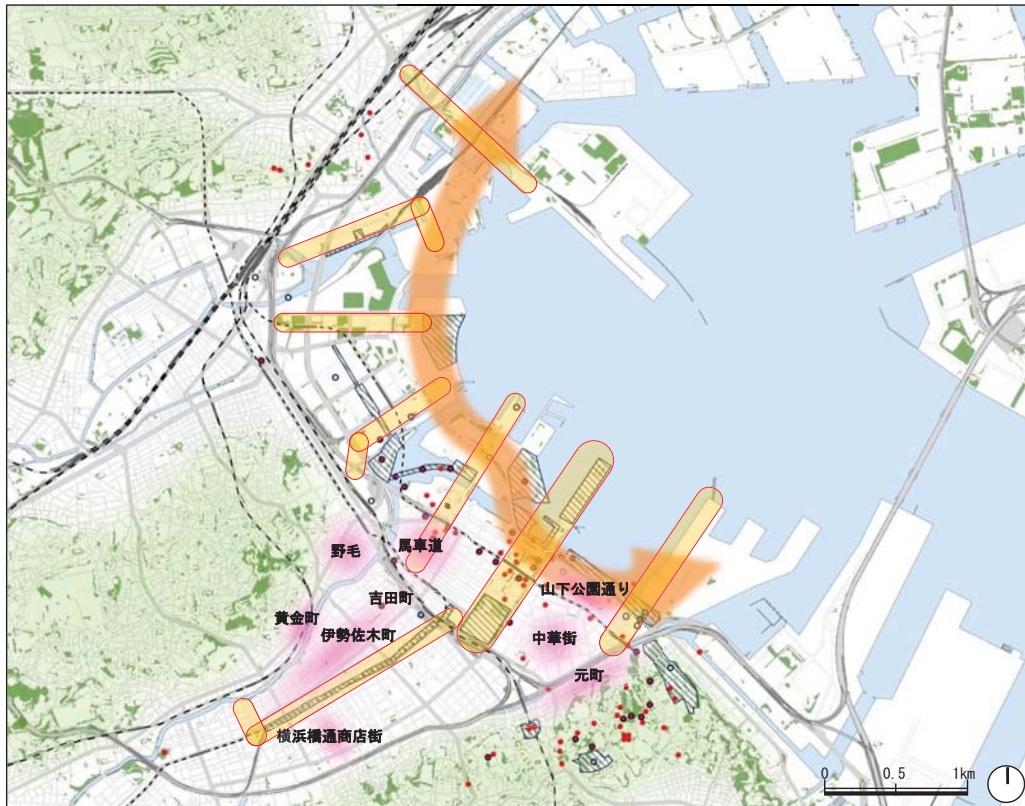 野毛
馬車道
吉田町
黄金町
伊勢佐木町
山下公園通り
中華街
元町
横浜橋通商店街
0 0.5 1km